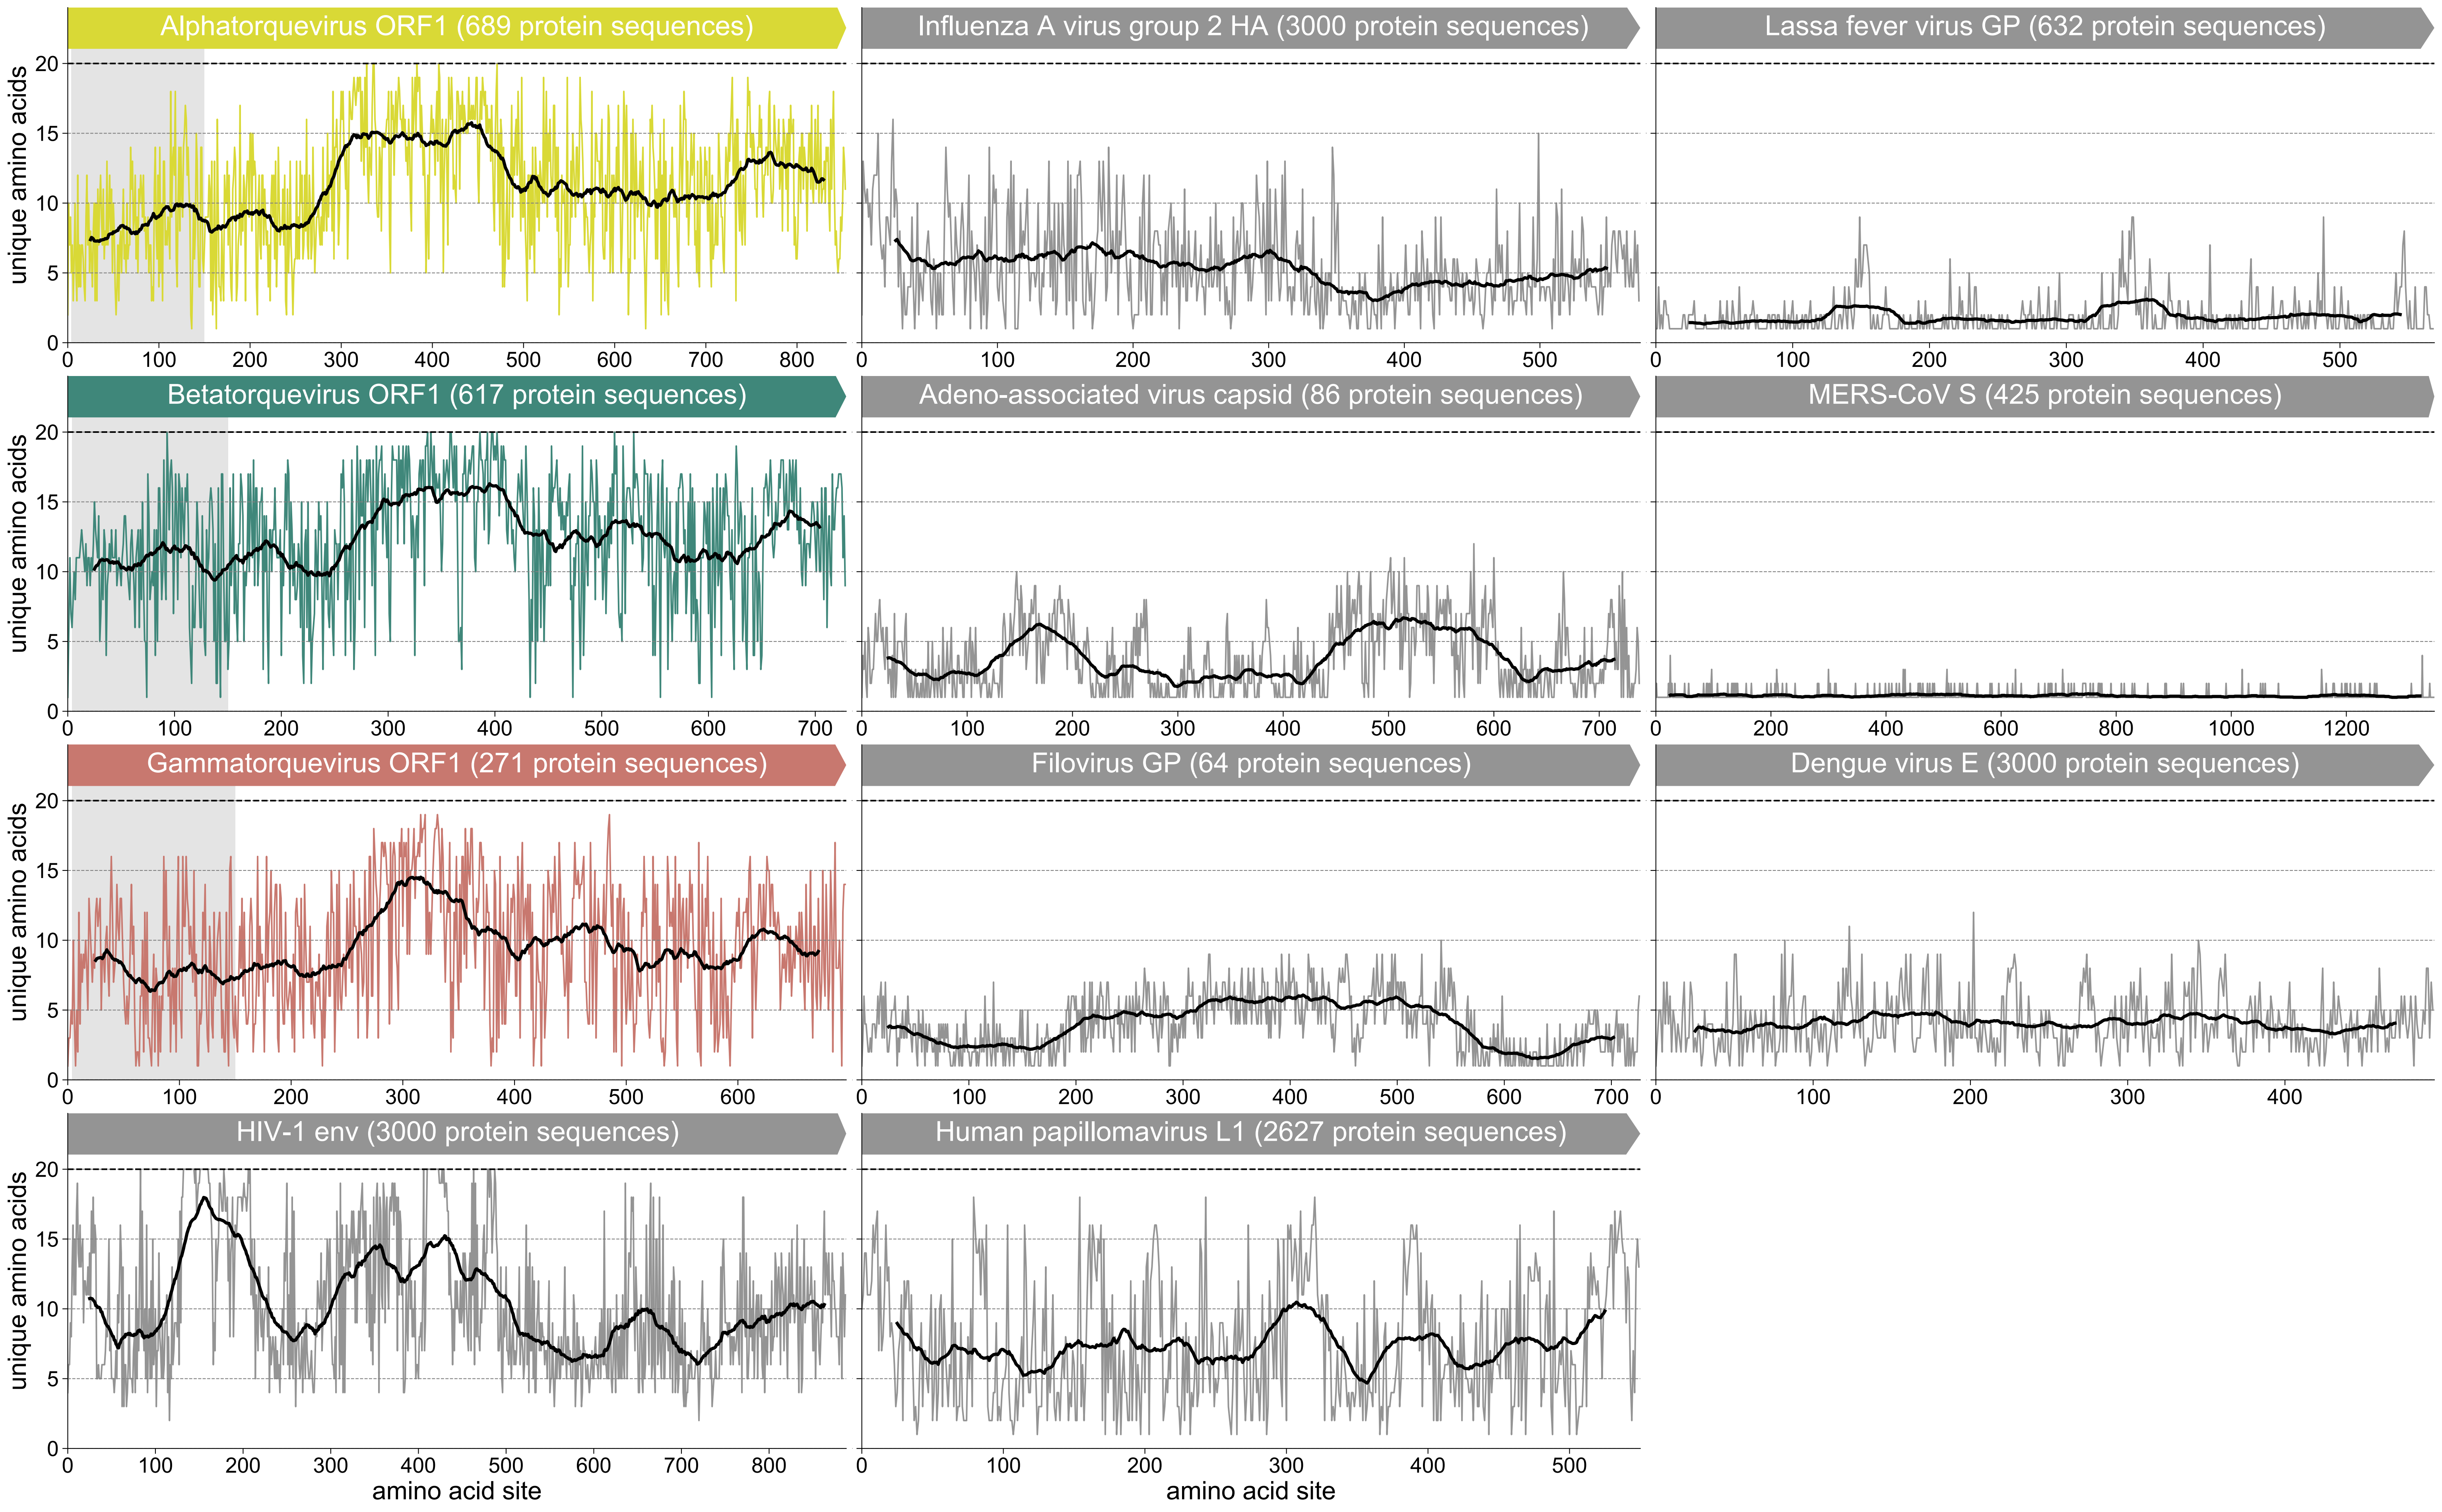 Alphatorquevirus ORF1 (689 protein sequences)
Influenza A virus group 2 HA (3000 protein sequences)
Lassa fever virus GP (632 protein sequences)
unique amino acids
20
15
10
5
0
0 100 200 300 400 500 600 700 800
0 100 200 300 400 500
0 100 200 300 400 500
Betatorquevirus ORF1 (617 protein sequences)
Adeno-associated virus capsid (86 protein sequences)
MERS-CoV S (425 protein sequences)
unique amino acids
20
15
10
5
0
0 100 200 300 400 500 600 700
0 100 200 300 400 500 600 700
0 200 400 600 800 1000 1200
Gammatorquevirus ORF1 (271 protein sequences)
Filovirus GP (64 protein sequences)
Dengue virus E (3000 protein sequences)
unique amino acids
20
15
10
5
0
0 100 200 300 400 500 600
0 100 200 300 400 500 600 700
0 100 200 300 400
HIV-1 env (3000 protein sequences)
Human papillomavirus L1 (2627 protein sequences)
unique amino acids
20
15
10
5
0
0 100 200 300 400 500 600 700 800
0 100 200 300 400 500
amino acid site
amino acid site